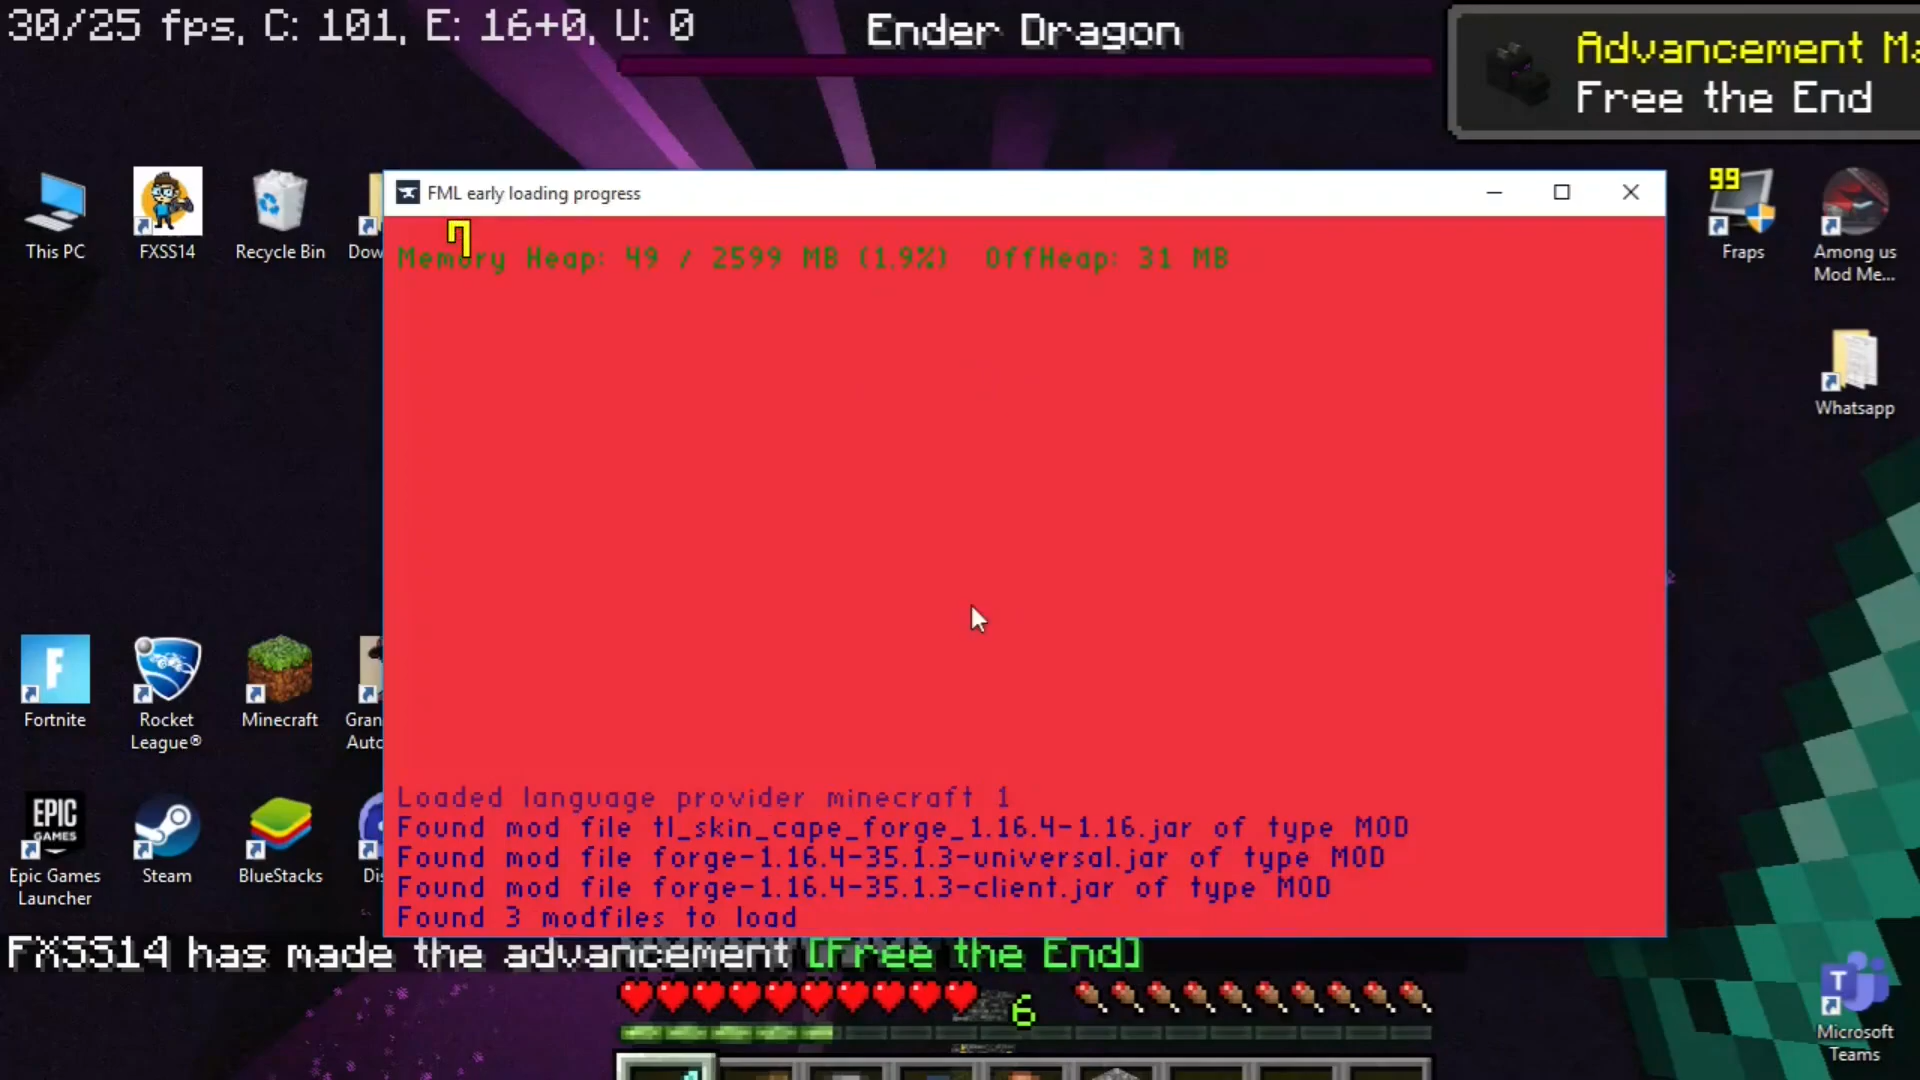 30/25 fps, C: 101, E: 16+0, U: 0
Ender Dragon
Advancement Ma
Free the End
This PC
FXSS14
Recycle Bin
Dow
FML early loading progress
7
Memory Heap: 49 / 2599 MB (1.9%) OffHeap: 31 MB
99
Fraps
Among us
Mod Me...
Whatsapp
Fortnite
Rocket
League®
Minecraft
Gran
Auto
EPIC
GAMES
Epic Games
Launcher
Steam
BlueStacks
Dis
Loaded language provider minecraft 1
Found mod file tl_skin_cape_forge_1.16.4-1.16.jar of type MOD
Found mod file forge-1.16.4-35.1.3-universal.jar of type MOD
Found mod file forge-1.16.4-35.1.3-client.jar of type MOD
Found 3 modfiles to load
FXSS14 has made the advancement [Free the End]
6
Microsoft
Teams